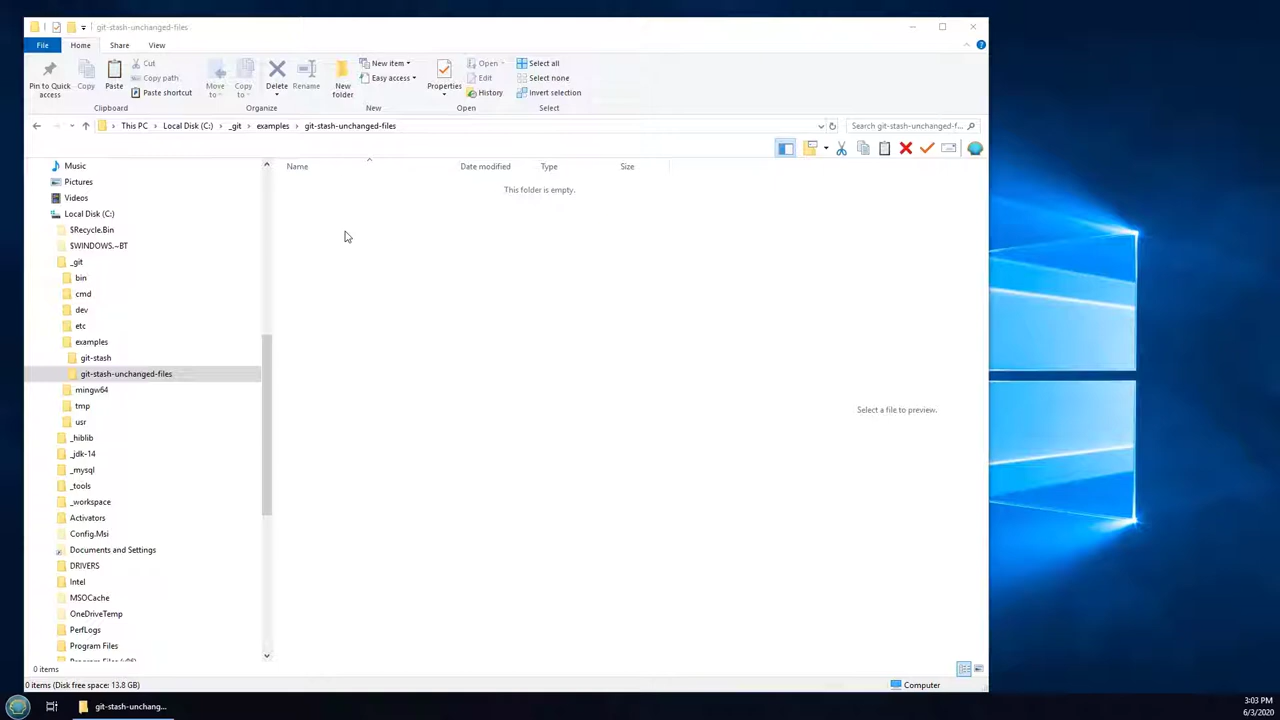 git-stash-unchanged-files
File Home Share View
Pin to Quick access
Copy
Paste
Cut
Copy path
Paste shortcut
Clipboard
Move to
Copy to
Delete
Rename
Organize
New folder
New item
Easy access
New
Properties
Open
Edit
History
Open
Select all
Select none
Invert selection
Select
This PC › Local Disk (C:) › _git › examples › git-stash-unchanged-files
Search git-stash-unchanged-f...
Name Date modified Type Size
This folder is empty.
Select a file to preview.
Music
Pictures
Videos
Local Disk (C:)
$Recycle.Bin
$WINDOWS.~BT
_git
bin
cmd
dev
etc
examples
git-stash
git-stash-unchanged-files
mingw64
tmp
usr
_hiblib
_jdk-14
_mysql
_tools
_workspace
Activators
Config.Msi
Documents and Settings
DRIVERS
Intel
MSOCache
OneDriveTemp
PerfLogs
Program Files
Program Files (x86)
0 items
0 items (Disk free space: 13.8 GB)
Computer
git-stash-unchang...
3:03 PM
6/3/2020